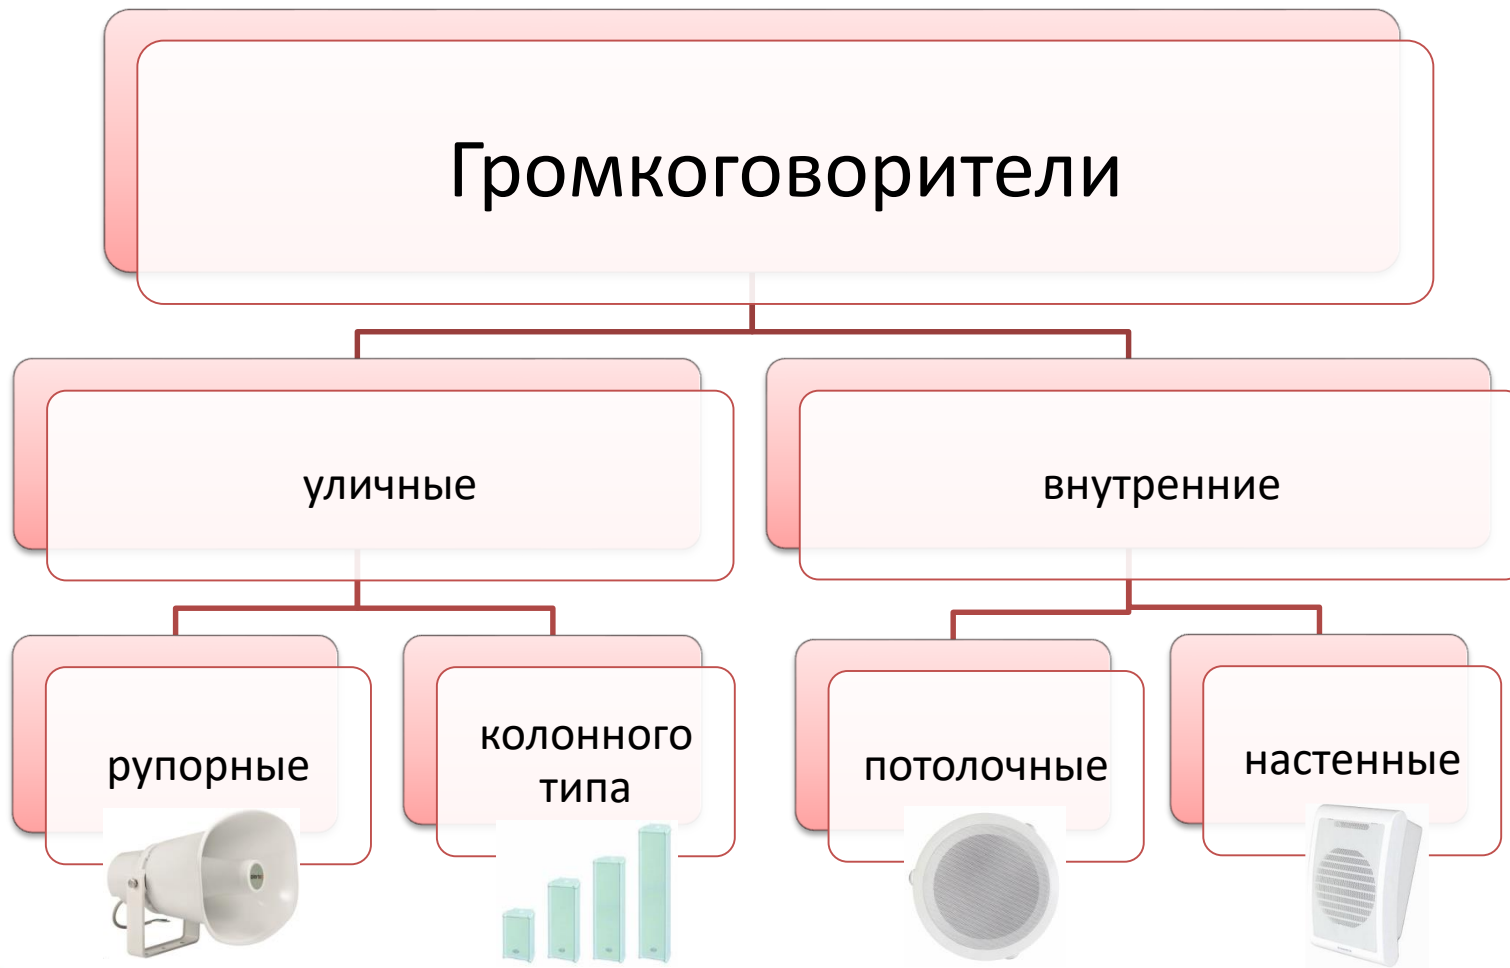 Громкоговорители
уличные
внутренние
рупорные
колонного
типа
потолочные
настенные